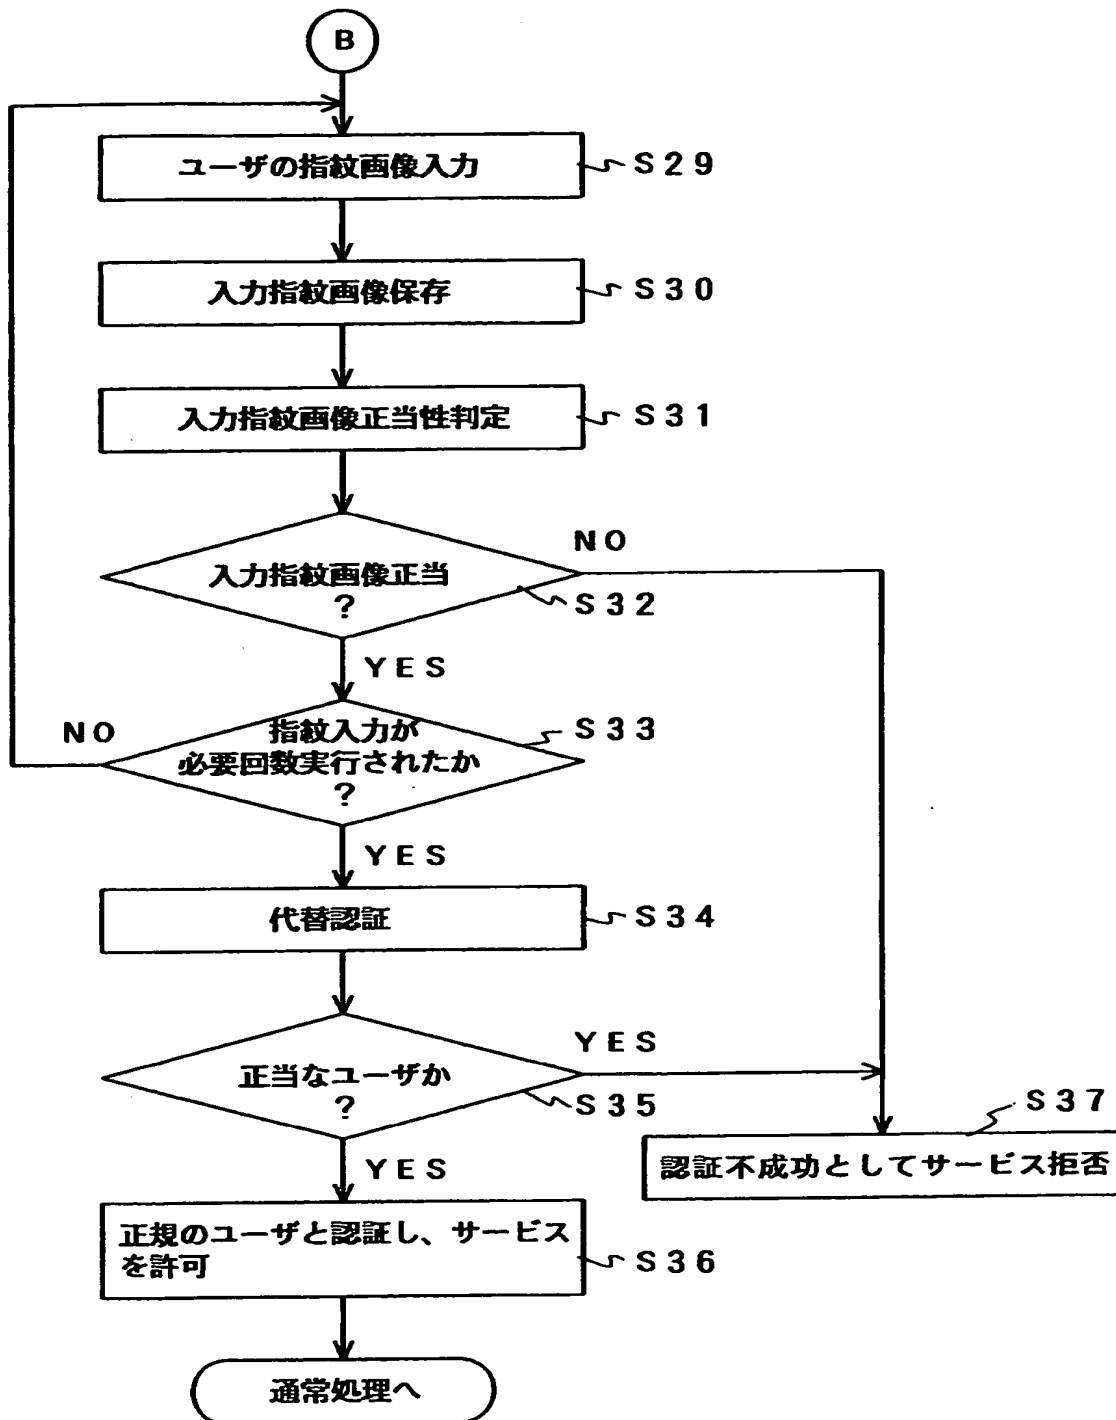 B
ユーザの指紋画像入力
S29
入力指紋画像保存
S30
入力指紋画像正当性判定
S31
NO
入力指紋画像正当
?
S32
YES
NO
指紋入力が
必要回数実行されたか
?
S33
YES
代替認証
S34
YES
正当なユーザか
?
S35
S37
認証不成功としてサービス拒否
YES
正規のユーザと認証し、サービス
を許可
S36
通常処理へ